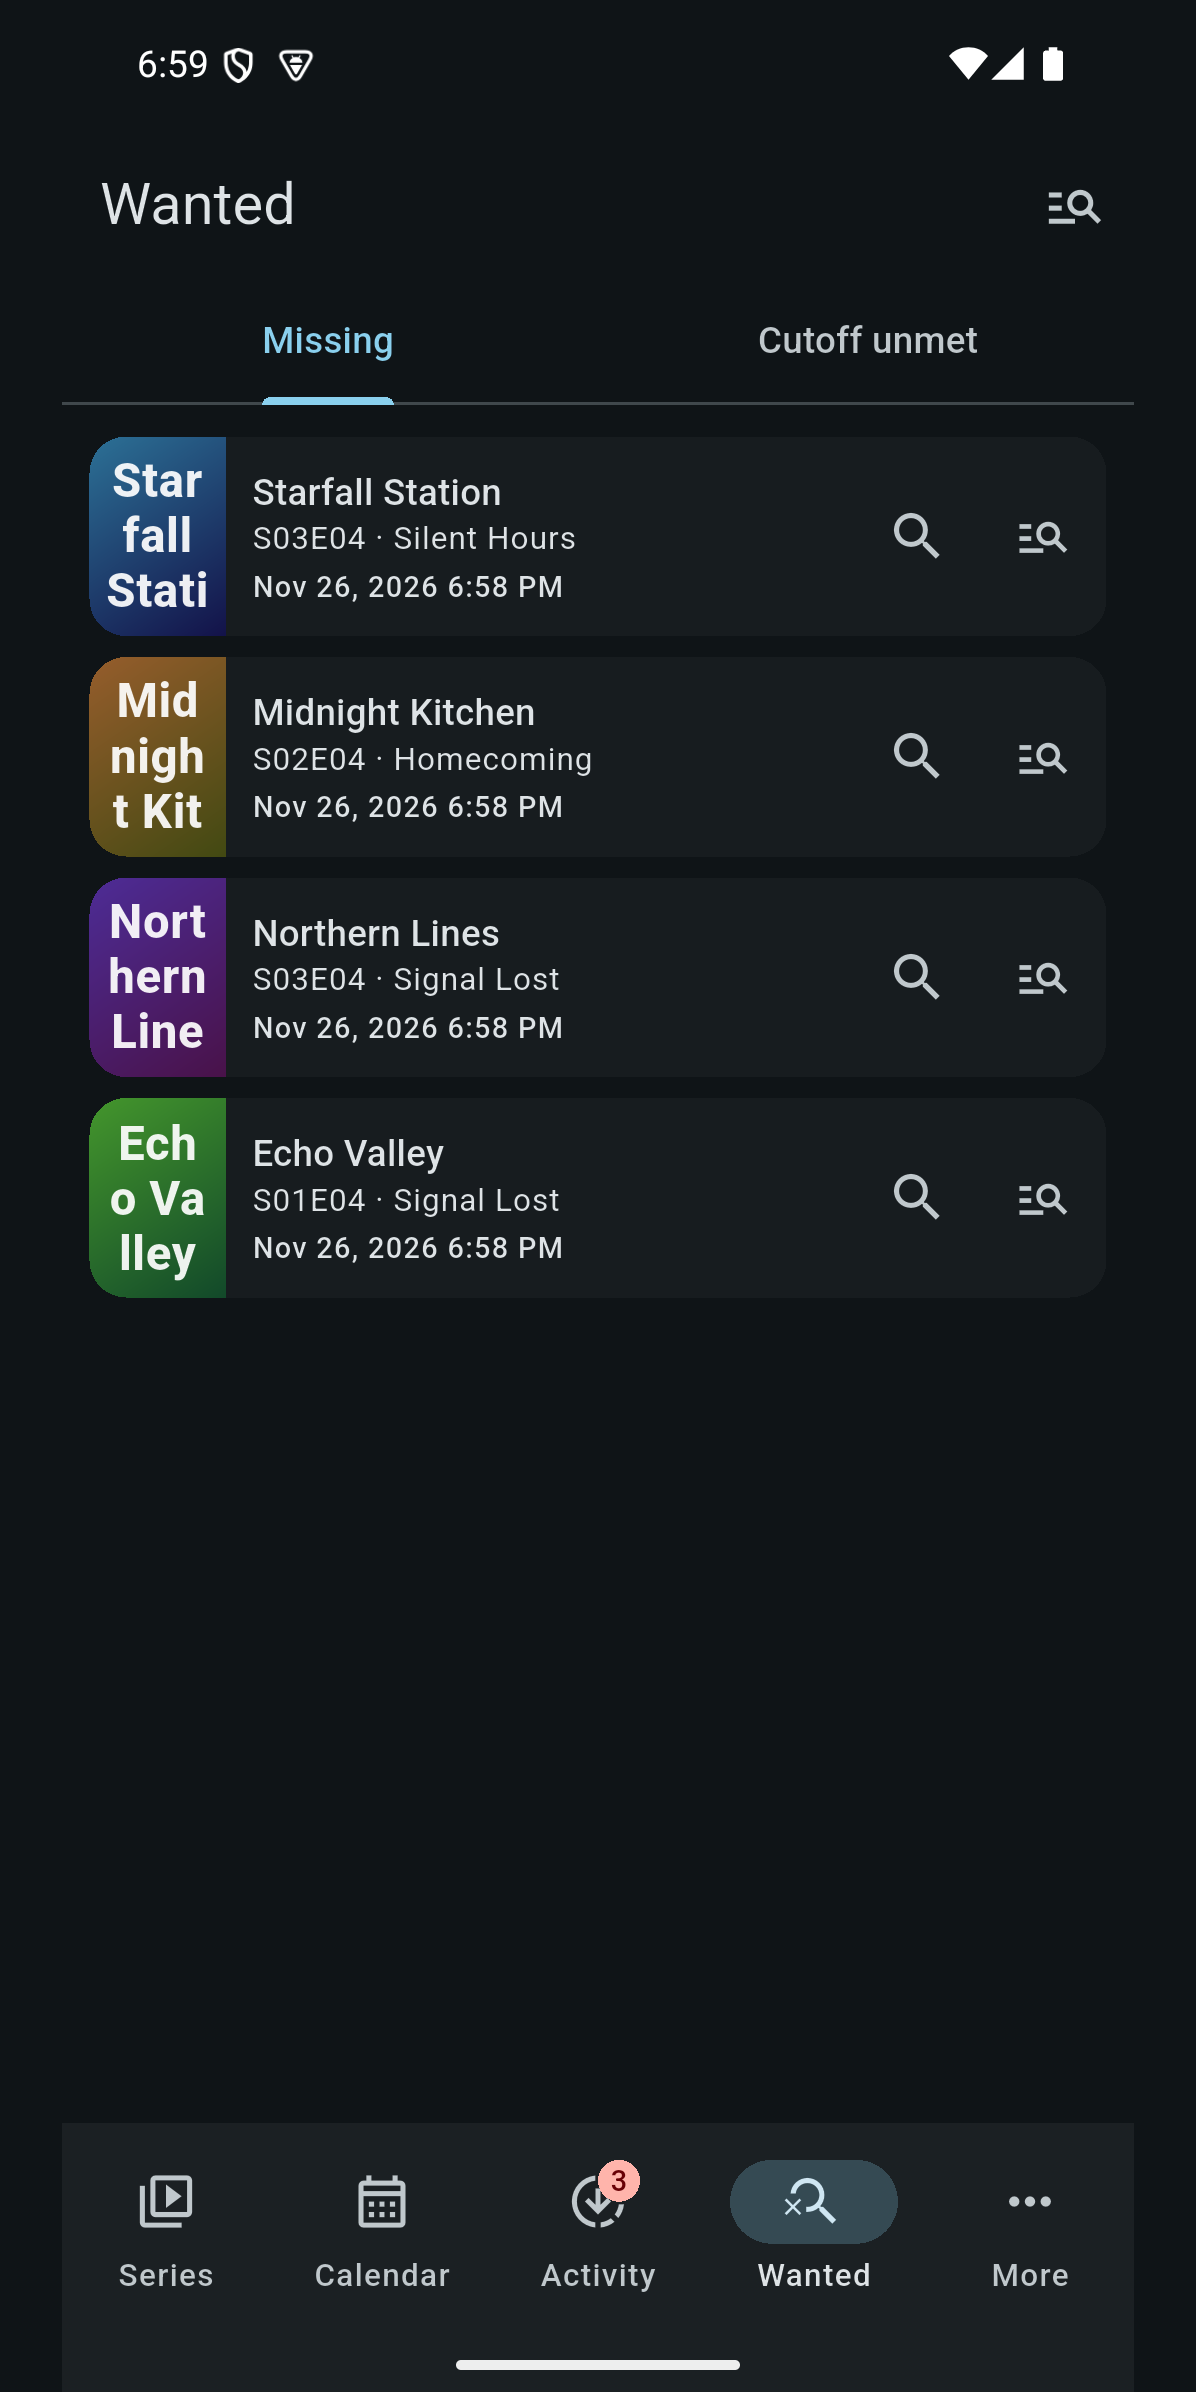 6:59
Wanted
Missing
Cutoff unmet
Star
fall
Stati
Starfall Station
S03E04 · Silent Hours
Nov 26, 2026 6:58 PM
Mid
nigh
t Kit
Midnight Kitchen
S02E04 · Homecoming
Nov 26, 2026 6:58 PM
Nort
hern
Line
Northern Lines
S03E04 · Signal Lost
Nov 26, 2026 6:58 PM
Ech
o Va
lley
Echo Valley
S01E04 · Signal Lost
Nov 26, 2026 6:58 PM
3
Series
Calendar
Activity
Wanted
More